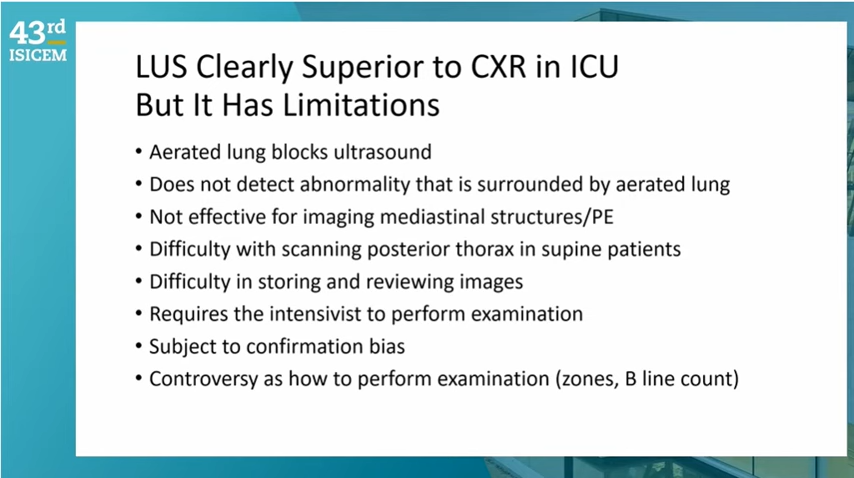 43rd
ISICEM
LUS Clearly Superior to CXR in ICU
But It Has Limitations
• Aerated lung blocks ultrasound
• Does not detect abnormality that is surrounded by aerated lung
• Not effective for imaging mediastinal structures/PE
• Difficulty with scanning posterior thorax in supine patients
• Difficulty in storing and reviewing images
• Requires the intensivist to perform examination
• Subject to confirmation bias
• Controversy as how to perform examination (zones, B line count)